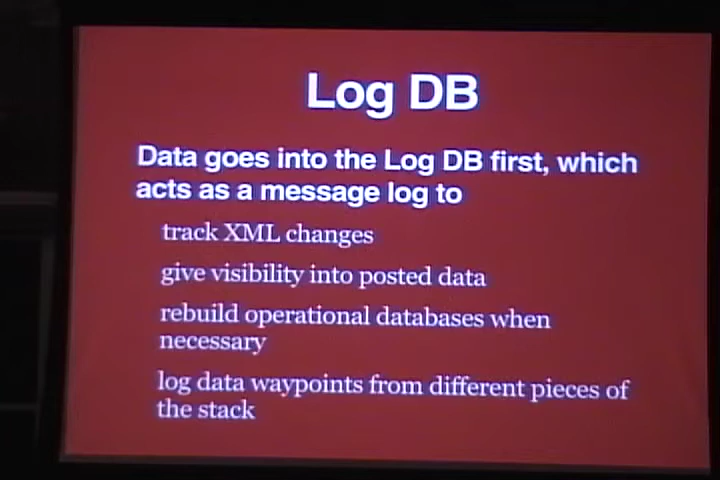 Log DB
Data goes into the Log DB first, which
acts as a message log to
track XML changes
give visibility into posted data
rebuild operational databases when
necessary
log data waypoints from different pieces of
the stack